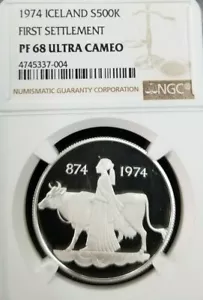 1974 ICELAND S500K
FIRST SETTLEMENT
PF 68 ULTRA CAMEO
4745337-004
NGC
NUMISMATIC GUARANTY CORPORATION
874 1974